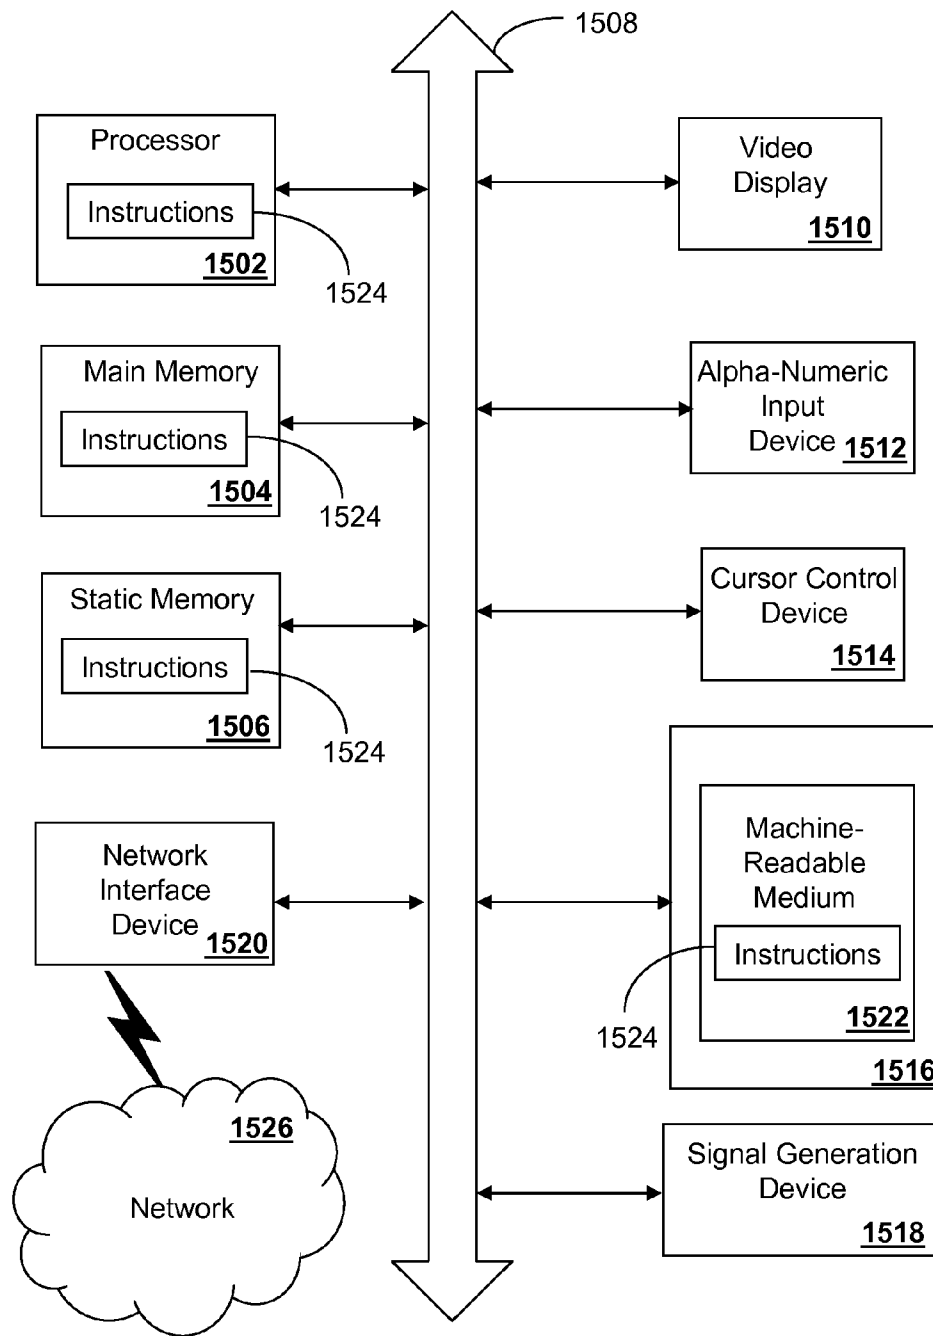 1508
Processor
Instructions
1502
1524
Main Memory
Instructions
1504
1524
Static Memory
Instructions
1506
1524
Network
Interface
Device
1520
1526
Network
Video
Display
1510
Alpha-Numeric
Input
Device
1512
Cursor Control
Device
1514
Machine-
Readable
Medium
Instructions
1522
1524
1516
Signal Generation
Device
1518